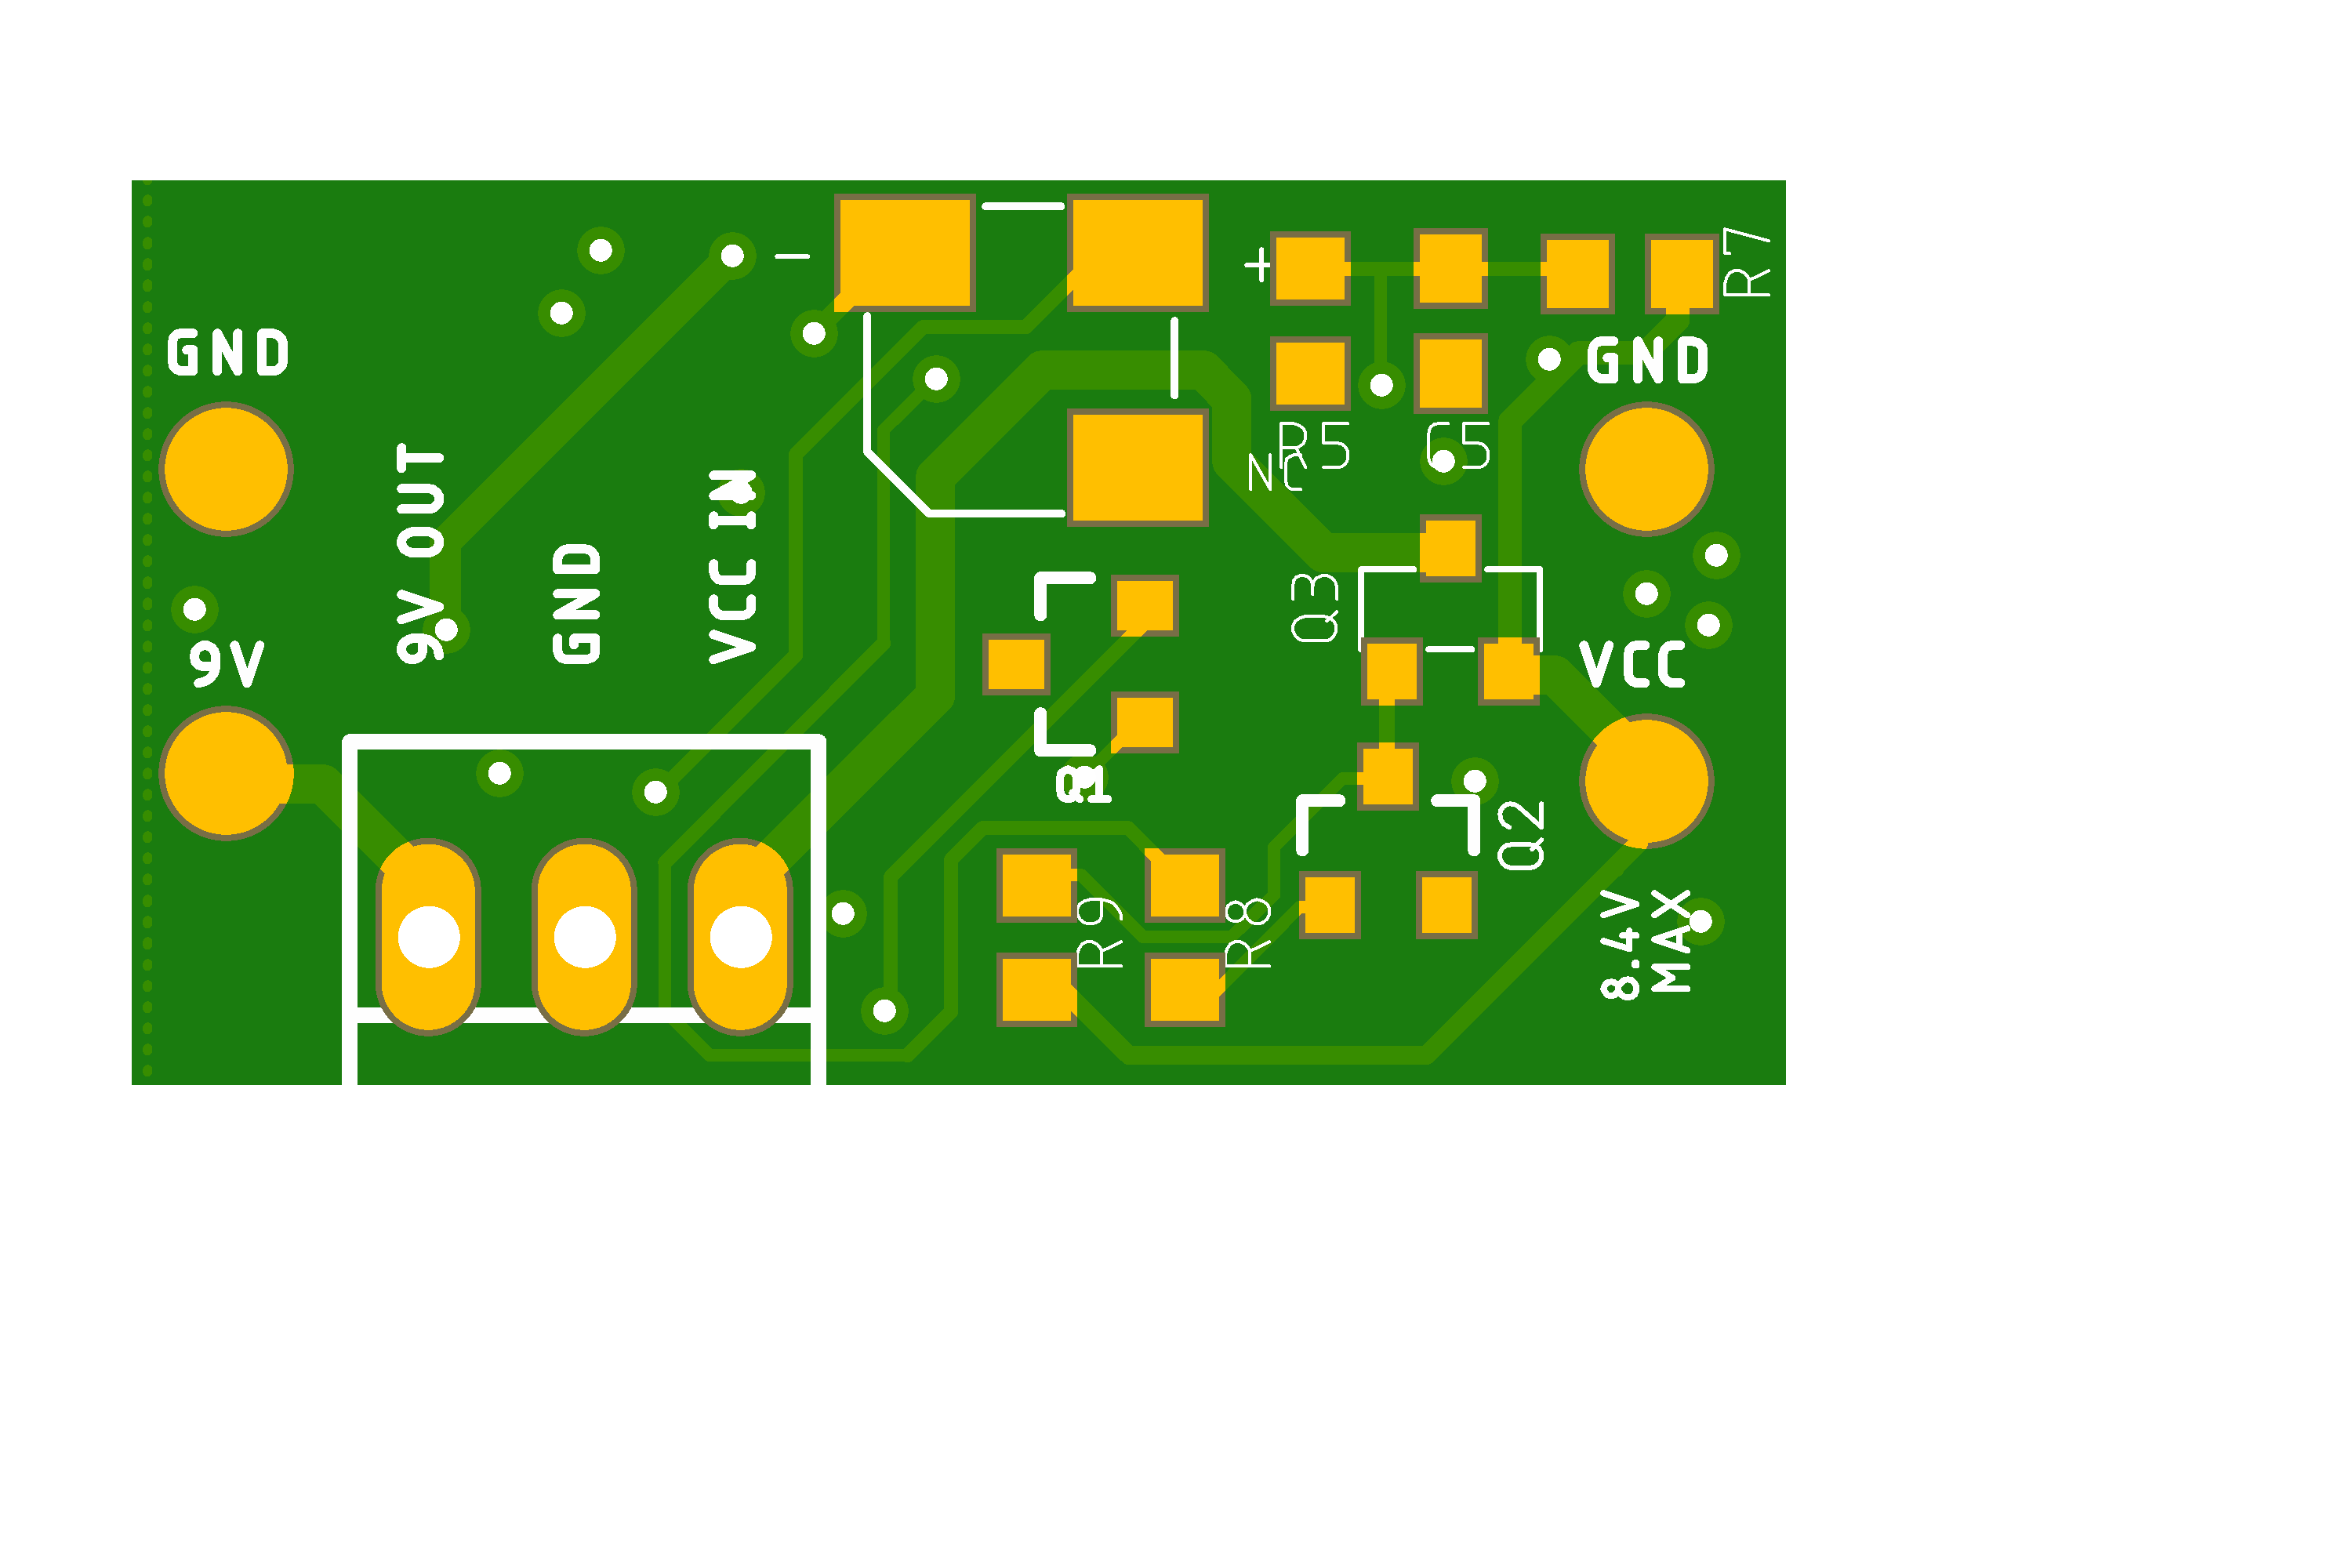 R7
−
+
GND
GND
R5
C5
NC
9V OUT
GND
VCC IN
Q3
9V
VCC
Q1
Q2
R9
R8
8.4V
MAX